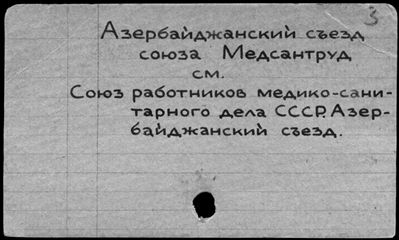 3
Азербайджанский съезд
союза Медсантруд
см.
Союз работников медико-сани-
тарного дела СССР. Азер-
байджанский съезд.